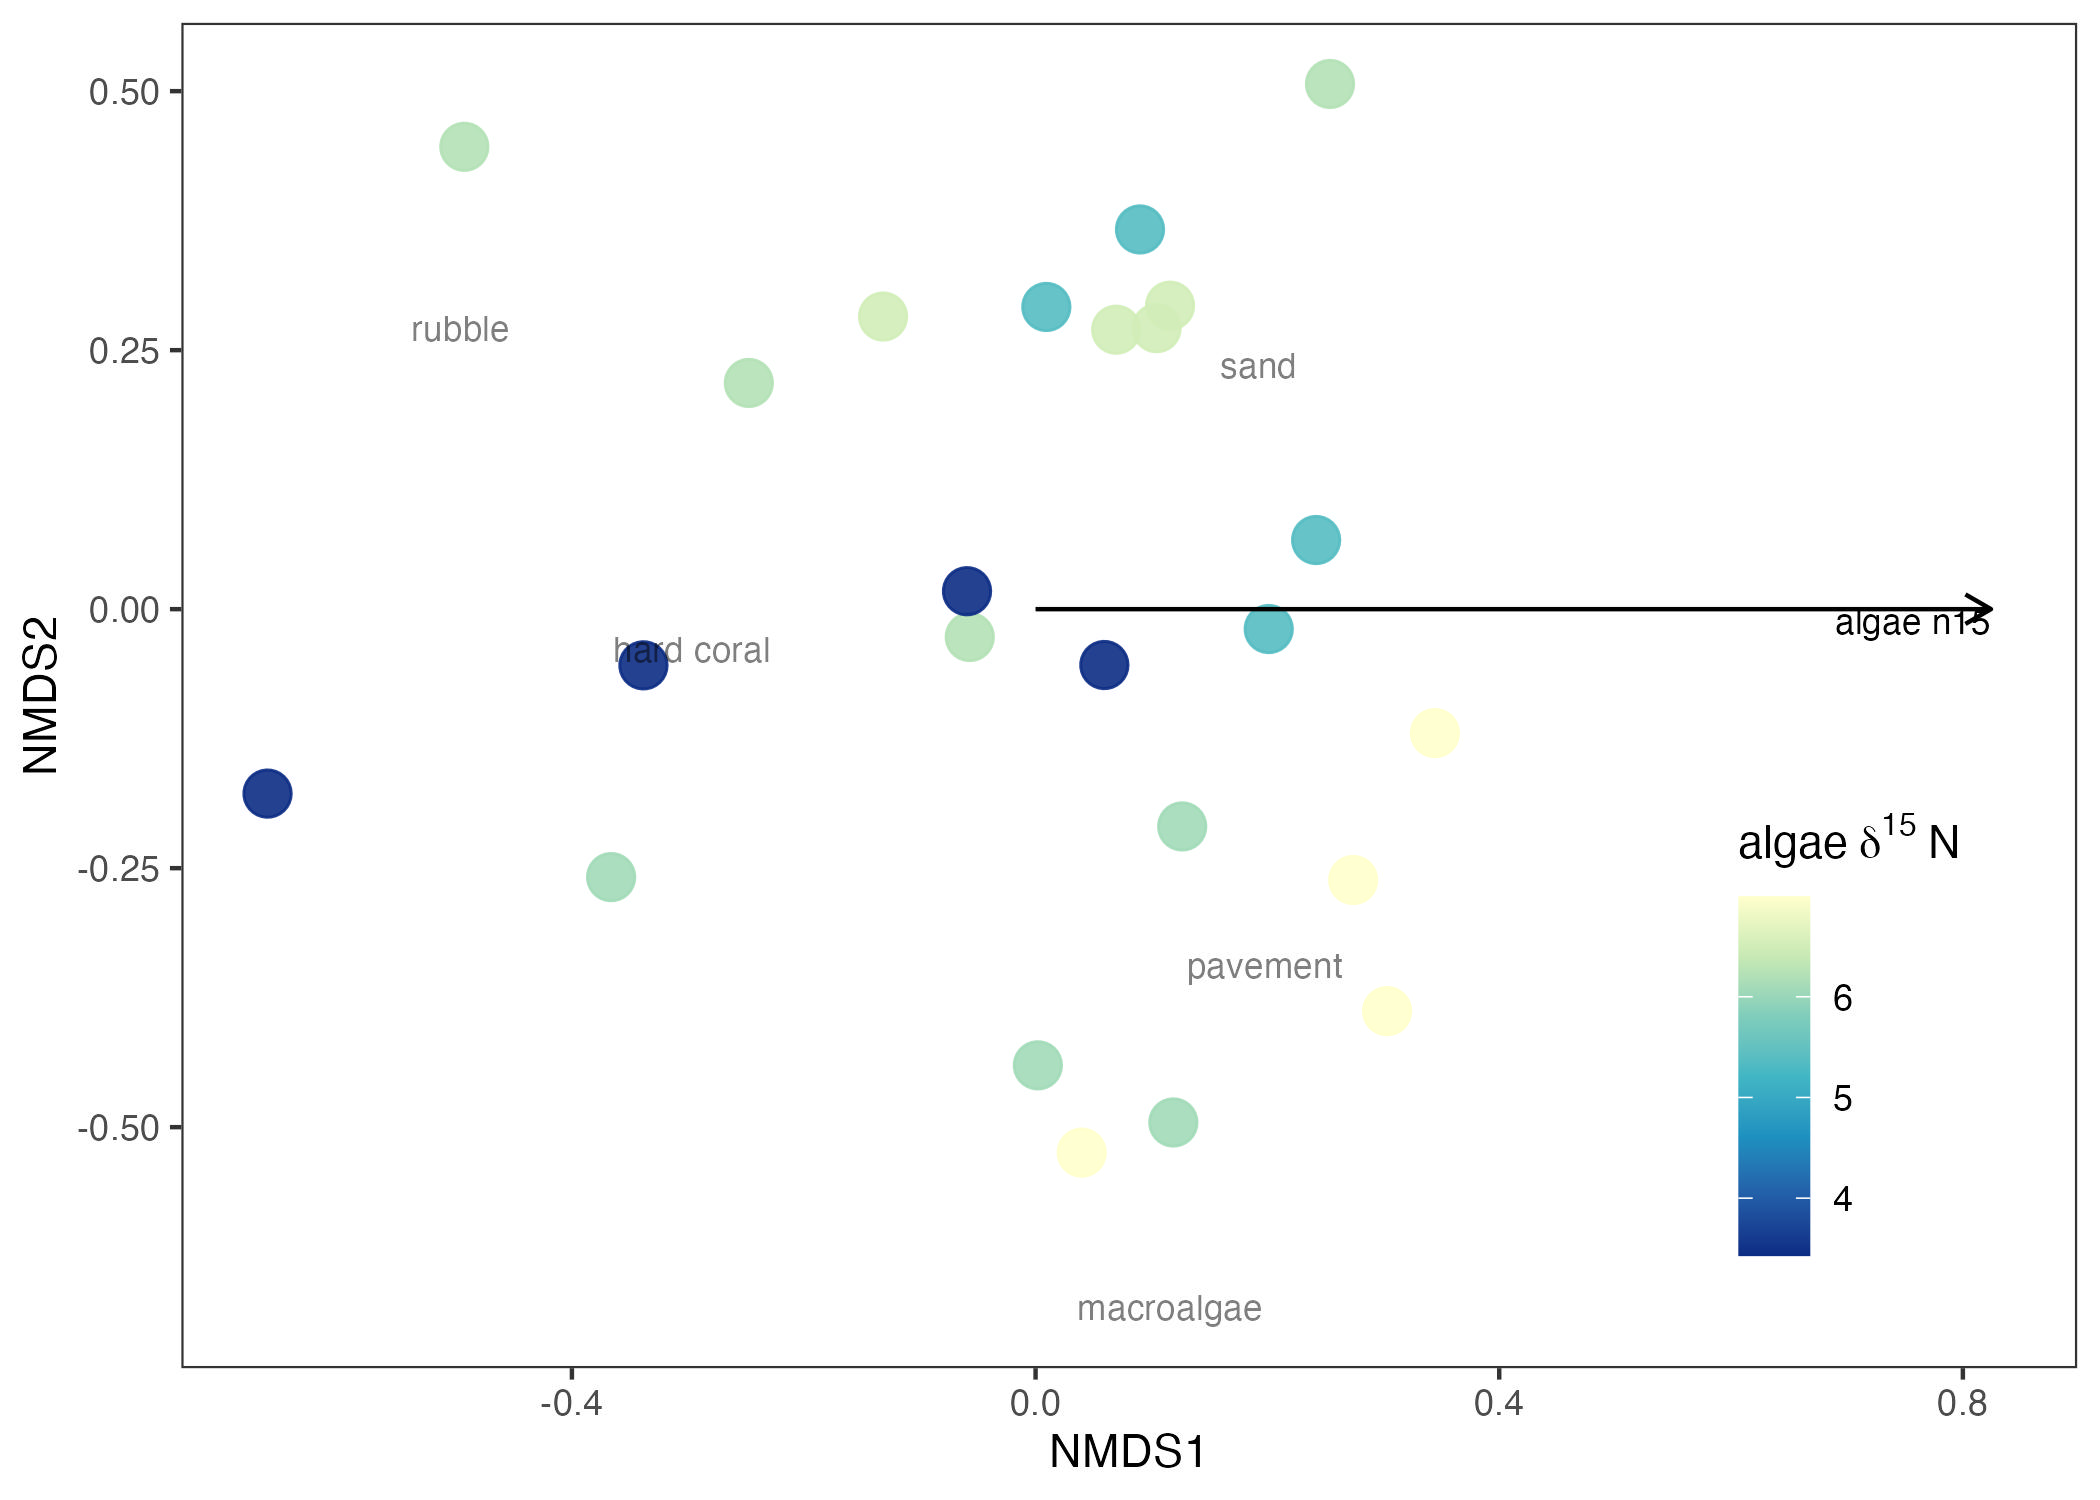 0.50
rubble
0.25
sand
0.00
algae n15
hard coral
NMDS2
algae δ¹⁵ N
-0.25
pavement
6
5
-0.50
4
macroalgae
-0.4 0.0 0.4 0.8
NMDS1